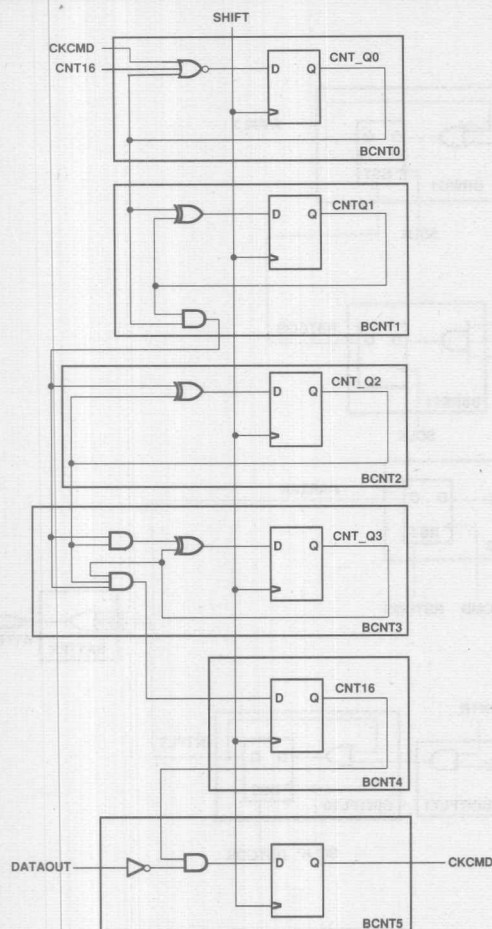 SHIFT
CKCMD
CNT16
D Q
CNT_Q0
BCNT0
D Q
CNTQ1
BCNT1
D Q
CNT_Q2
BCNT2
D Q
CNT_Q3
BCNT3
D Q
CNT16
BCNT4
DATAOUT
D Q
CKCMD
BCNT5